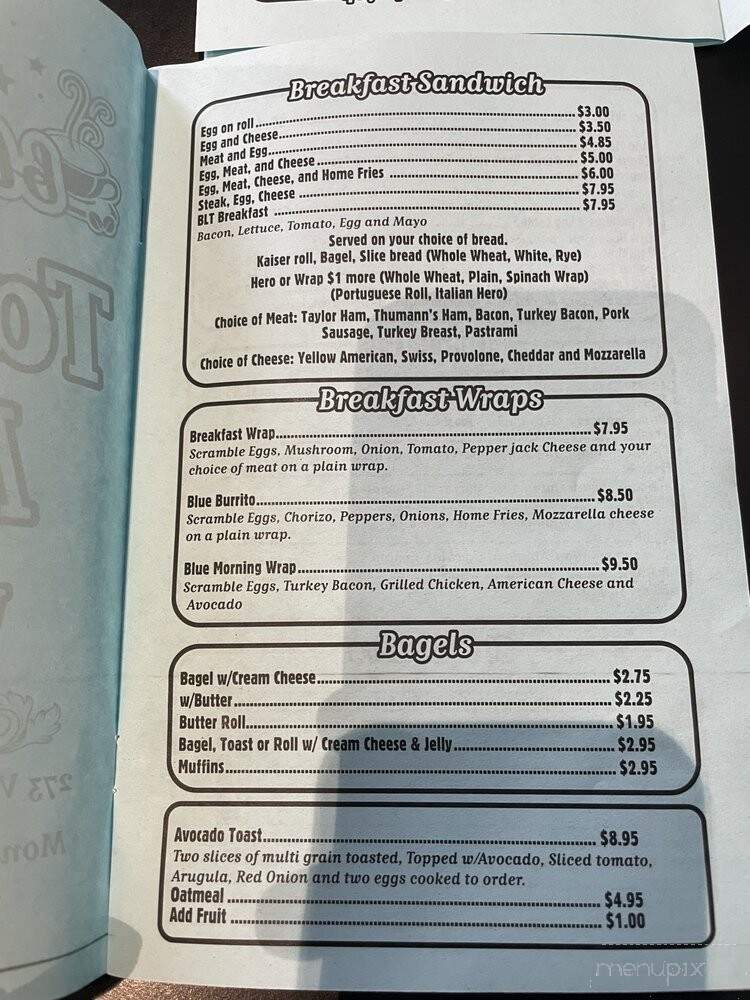 Breakfast Sandwich
Egg on roll $3.00
Egg and Cheese $3.50
Meat and Egg $4.85
Egg, Meat, and Cheese $5.00
Egg, Meat, Cheese, and Home Fries $6.00
Steak, Egg, Cheese $7.95
BLT Breakfast $7.95
Bacon, Lettuce, Tomato, Egg and Mayo
Served on your choice of bread.
Kaiser roll, Bagel, Slice bread (Whole Wheat, White, Rye)
Hero or Wrap $1 more (Whole Wheat, Plain, Spinach Wrap)
(Portuguese Roll, Italian Hero)
Choice of Meat: Taylor Ham, Thumann's Ham, Bacon, Turkey Bacon, Pork
Sausage, Turkey Breast, Pastrami
Choice of Cheese: Yellow American, Swiss, Provolone, Cheddar and Mozzarella
Breakfast Wraps
Breakfast Wrap $7.95
Scramble Eggs, Mushroom, Onion, Tomato, Pepper jack Cheese and your
choice of meat on a plain wrap.
Blue Burrito $8.50
Scramble Eggs, Chorizo, Peppers, Onions, Home Fries, Mozzarella cheese
on a plain wrap.
Blue Morning Wrap $9.50
Scramble Eggs, Turkey Bacon, Grilled Chicken, American Cheese and
Avocado
Bagels
Bagel w/Cream Cheese $2.75
w/Butter $2.25
Butter Roll $1.95
Bagel, Toast or Roll w/ Cream Cheese & Jelly $2.95
Muffins $2.95
Avocado Toast $8.95
Two slices of multi grain toasted, Topped w/Avocado, Sliced tomato,
Arugula, Red Onion and two eggs cooked to order.
Oatmeal $4.95
Add Fruit $1.00
menupix